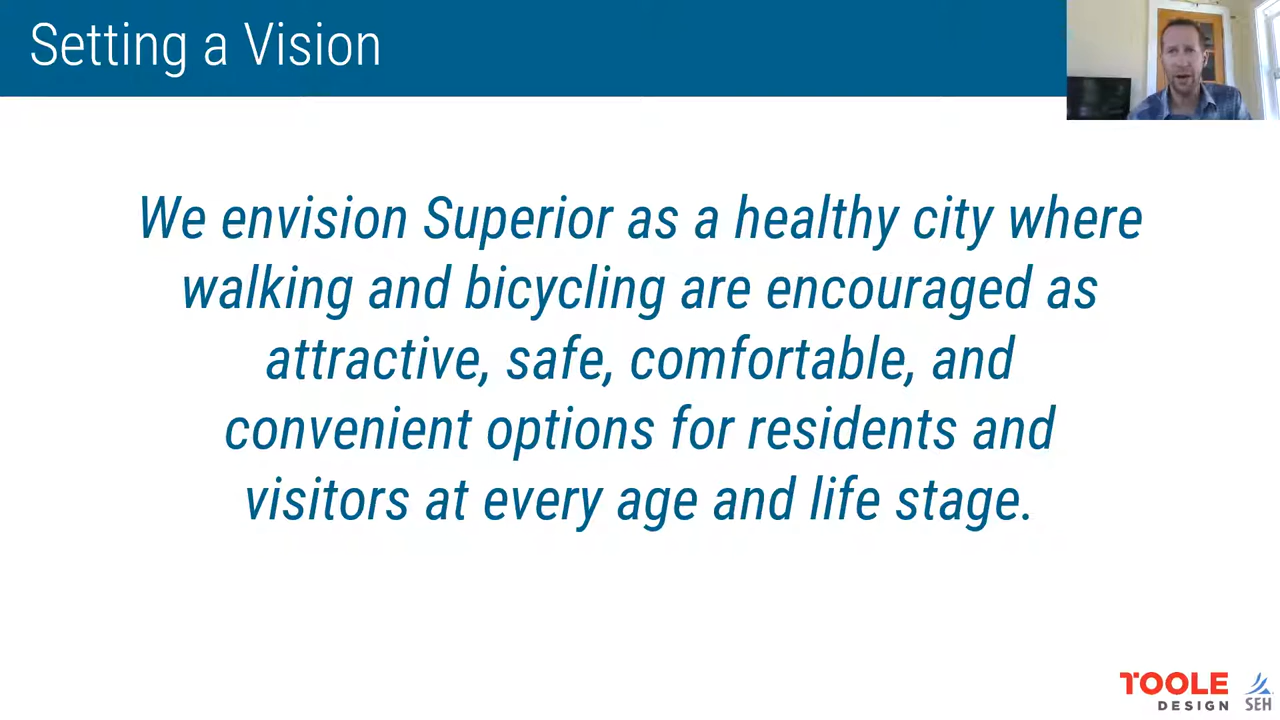 Setting a Vision
We envision Superior as a healthy city where
walking and bicycling are encouraged as
attractive, safe, comfortable, and
convenient options for residents and
visitors at every age and life stage.
TOOLE
DESIGN
SEH